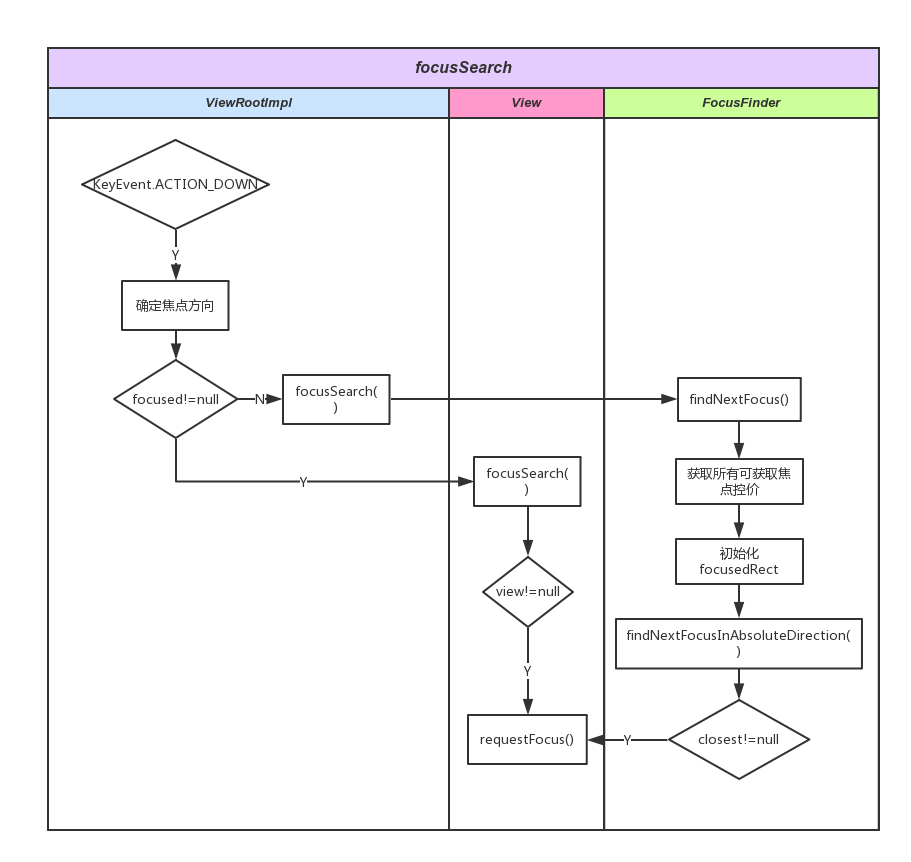 focusSearch
ViewRootImpl
View
FocusFinder
KeyEvent.ACTION_DOWN
Y
确定焦点方向
focused!=null
N
focusSearch(
)
findNextFocus()
获取所有可获取焦
点控价
Y
focusSearch(
)
初始化
focusedRect
view!=null
findNextFocusInAbsoluteDirection(
)
Y
requestFocus()
Y
closest!=null